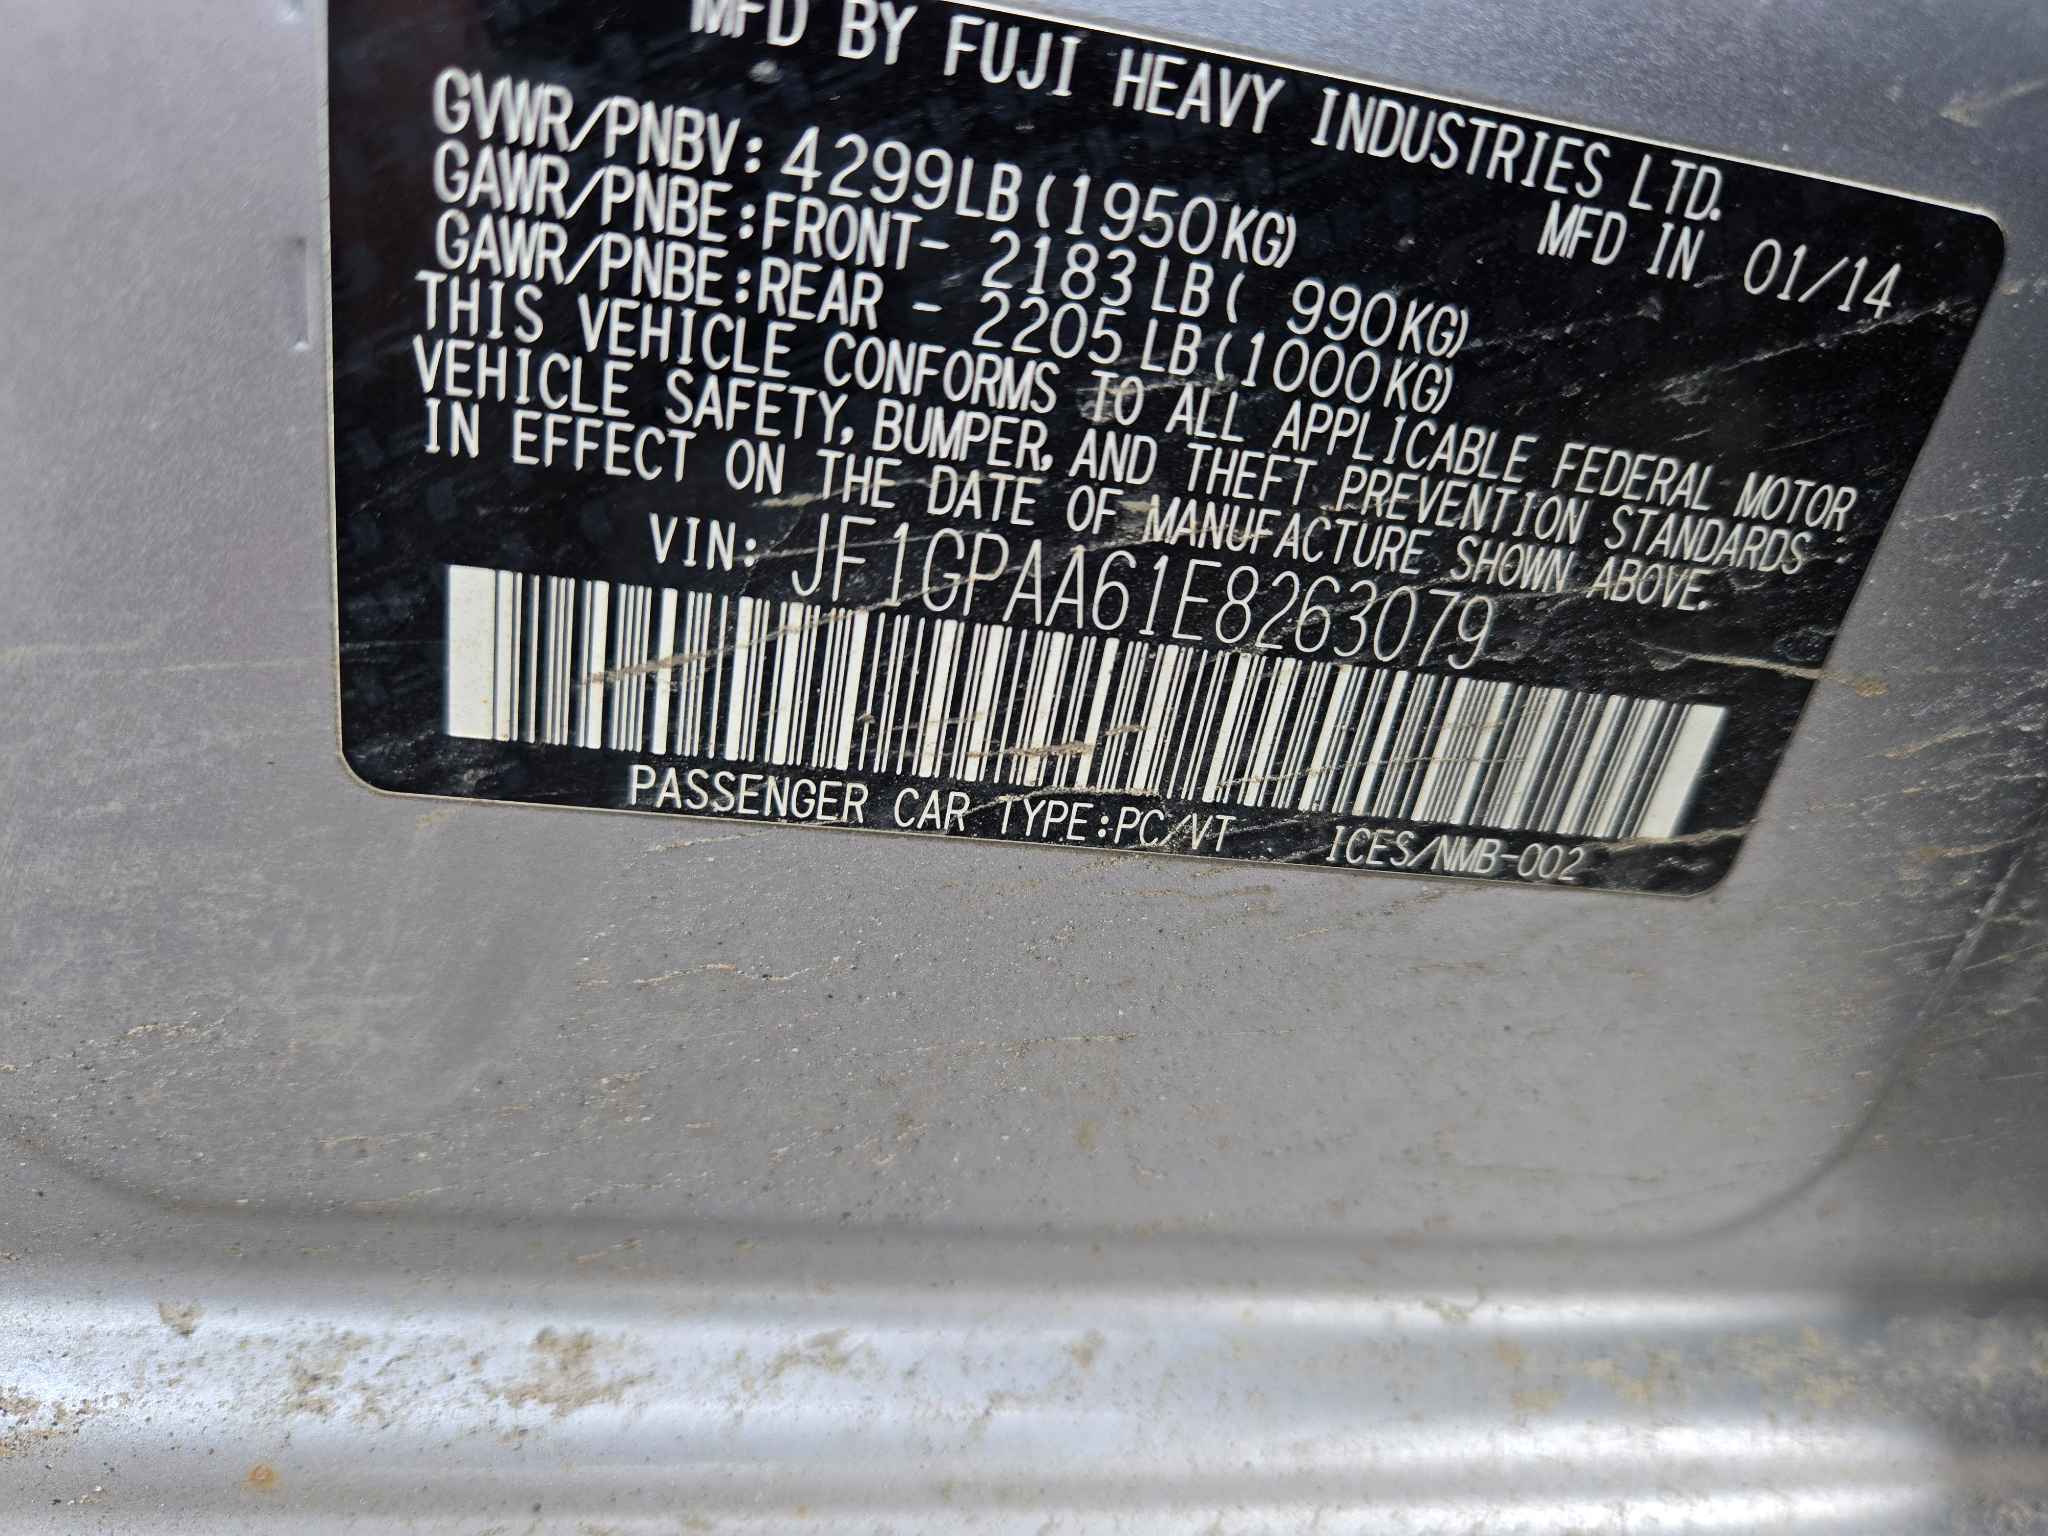 MFD BY FUJI HEAVY INDUSTRIES LTD.
MFD IN 01/14
GVWR/PNBV: 4299LB(1950KG)
GAWR/PNBE:FRONT- 2183LB( 990KG)
GAWR/PNBE:REAR - 2205LB(1000KG)
THIS VEHICLE CONFORMS TO ALL APPLICABLE FEDERAL MOTOR
VEHICLE SAFETY, BUMPER, AND THEFT PREVENTION STANDARDS
IN EFFECT ON THE DATE OF MANUFACTURE SHOWN ABOVE.
VIN: JF1GPAA61E8263079
PASSENGER CAR TYPE:PC/VT ICES/NMB-002